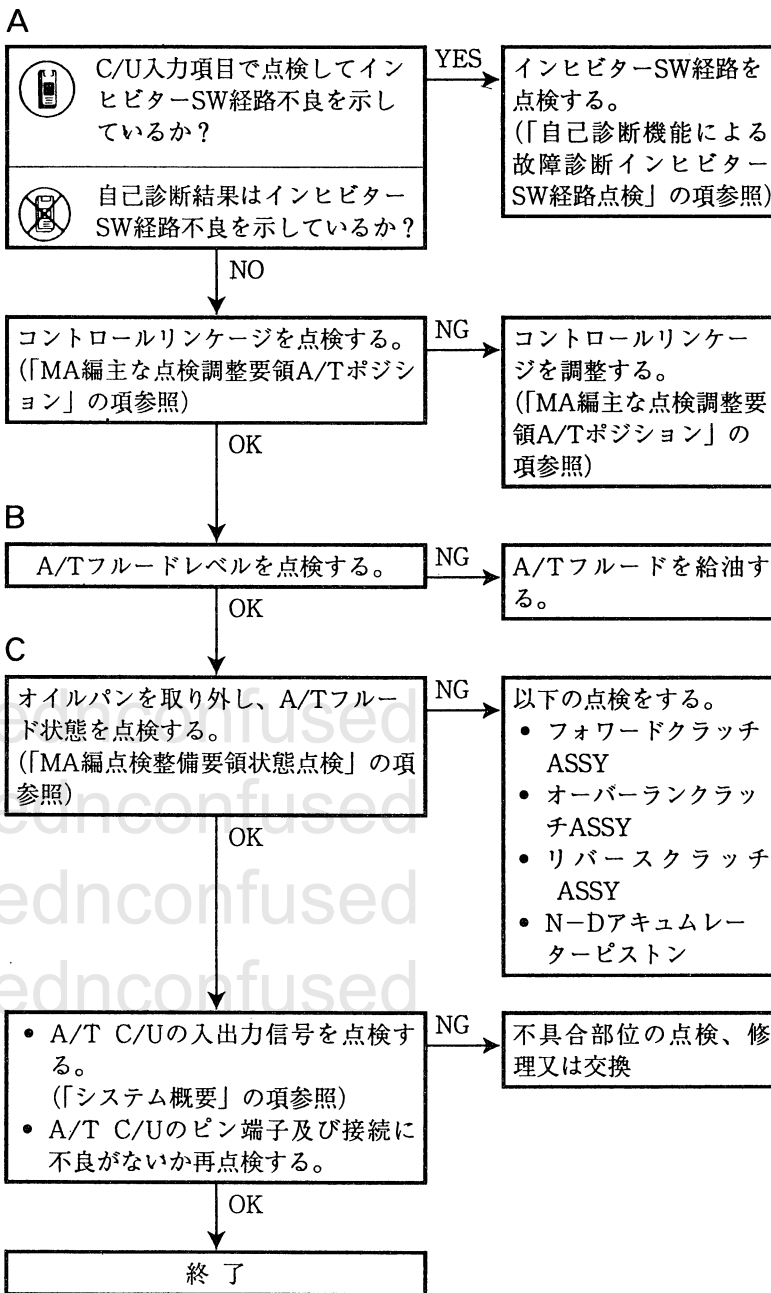 A
C/U入力項目で点検してイン
ヒビターSW経路不良を示し
ているか？
自己診断結果はインヒビター
SW経路不良を示しているか？
YES
インヒビターSW経路を
点検する。
(「自己診断機能による
故障診断インヒビター
SW経路点検」の項参照)
NO
コントロールリンケージを点検する。
(「MA編主な点検調整要領A/Tポジシ
ョン」の項参照)
NG
コントロールリンケー
ジを調整する。
(「MA編主な点検調整要
領A/Tポジション」の
項参照)
OK
B
A/Tフルードレベルを点検する。
NG
A/Tフルードを給油す
る。
OK
C
オイルパンを取り外し、A/Tフルー
ド状態を点検する。
(「MA編点検整備要領状態点検」の項
参照)
NG
以下の点検をする。
• フォワードクラッチ
ASSY
• オーバーランクラッ
チASSY
• リバースクラッチ
ASSY
• N－Dアキュムレー
ターピストン
OK
• A/T C/Uの入出力信号を点検す
る。
(「システム概要」の項参照)
• A/T C/Uのピン端子及び接続に
不良がないか再点検する。
NG
不具合部位の点検、修
理又は交換
OK
終了
ednconfused
ednconfused
ednconfused
ednconfused